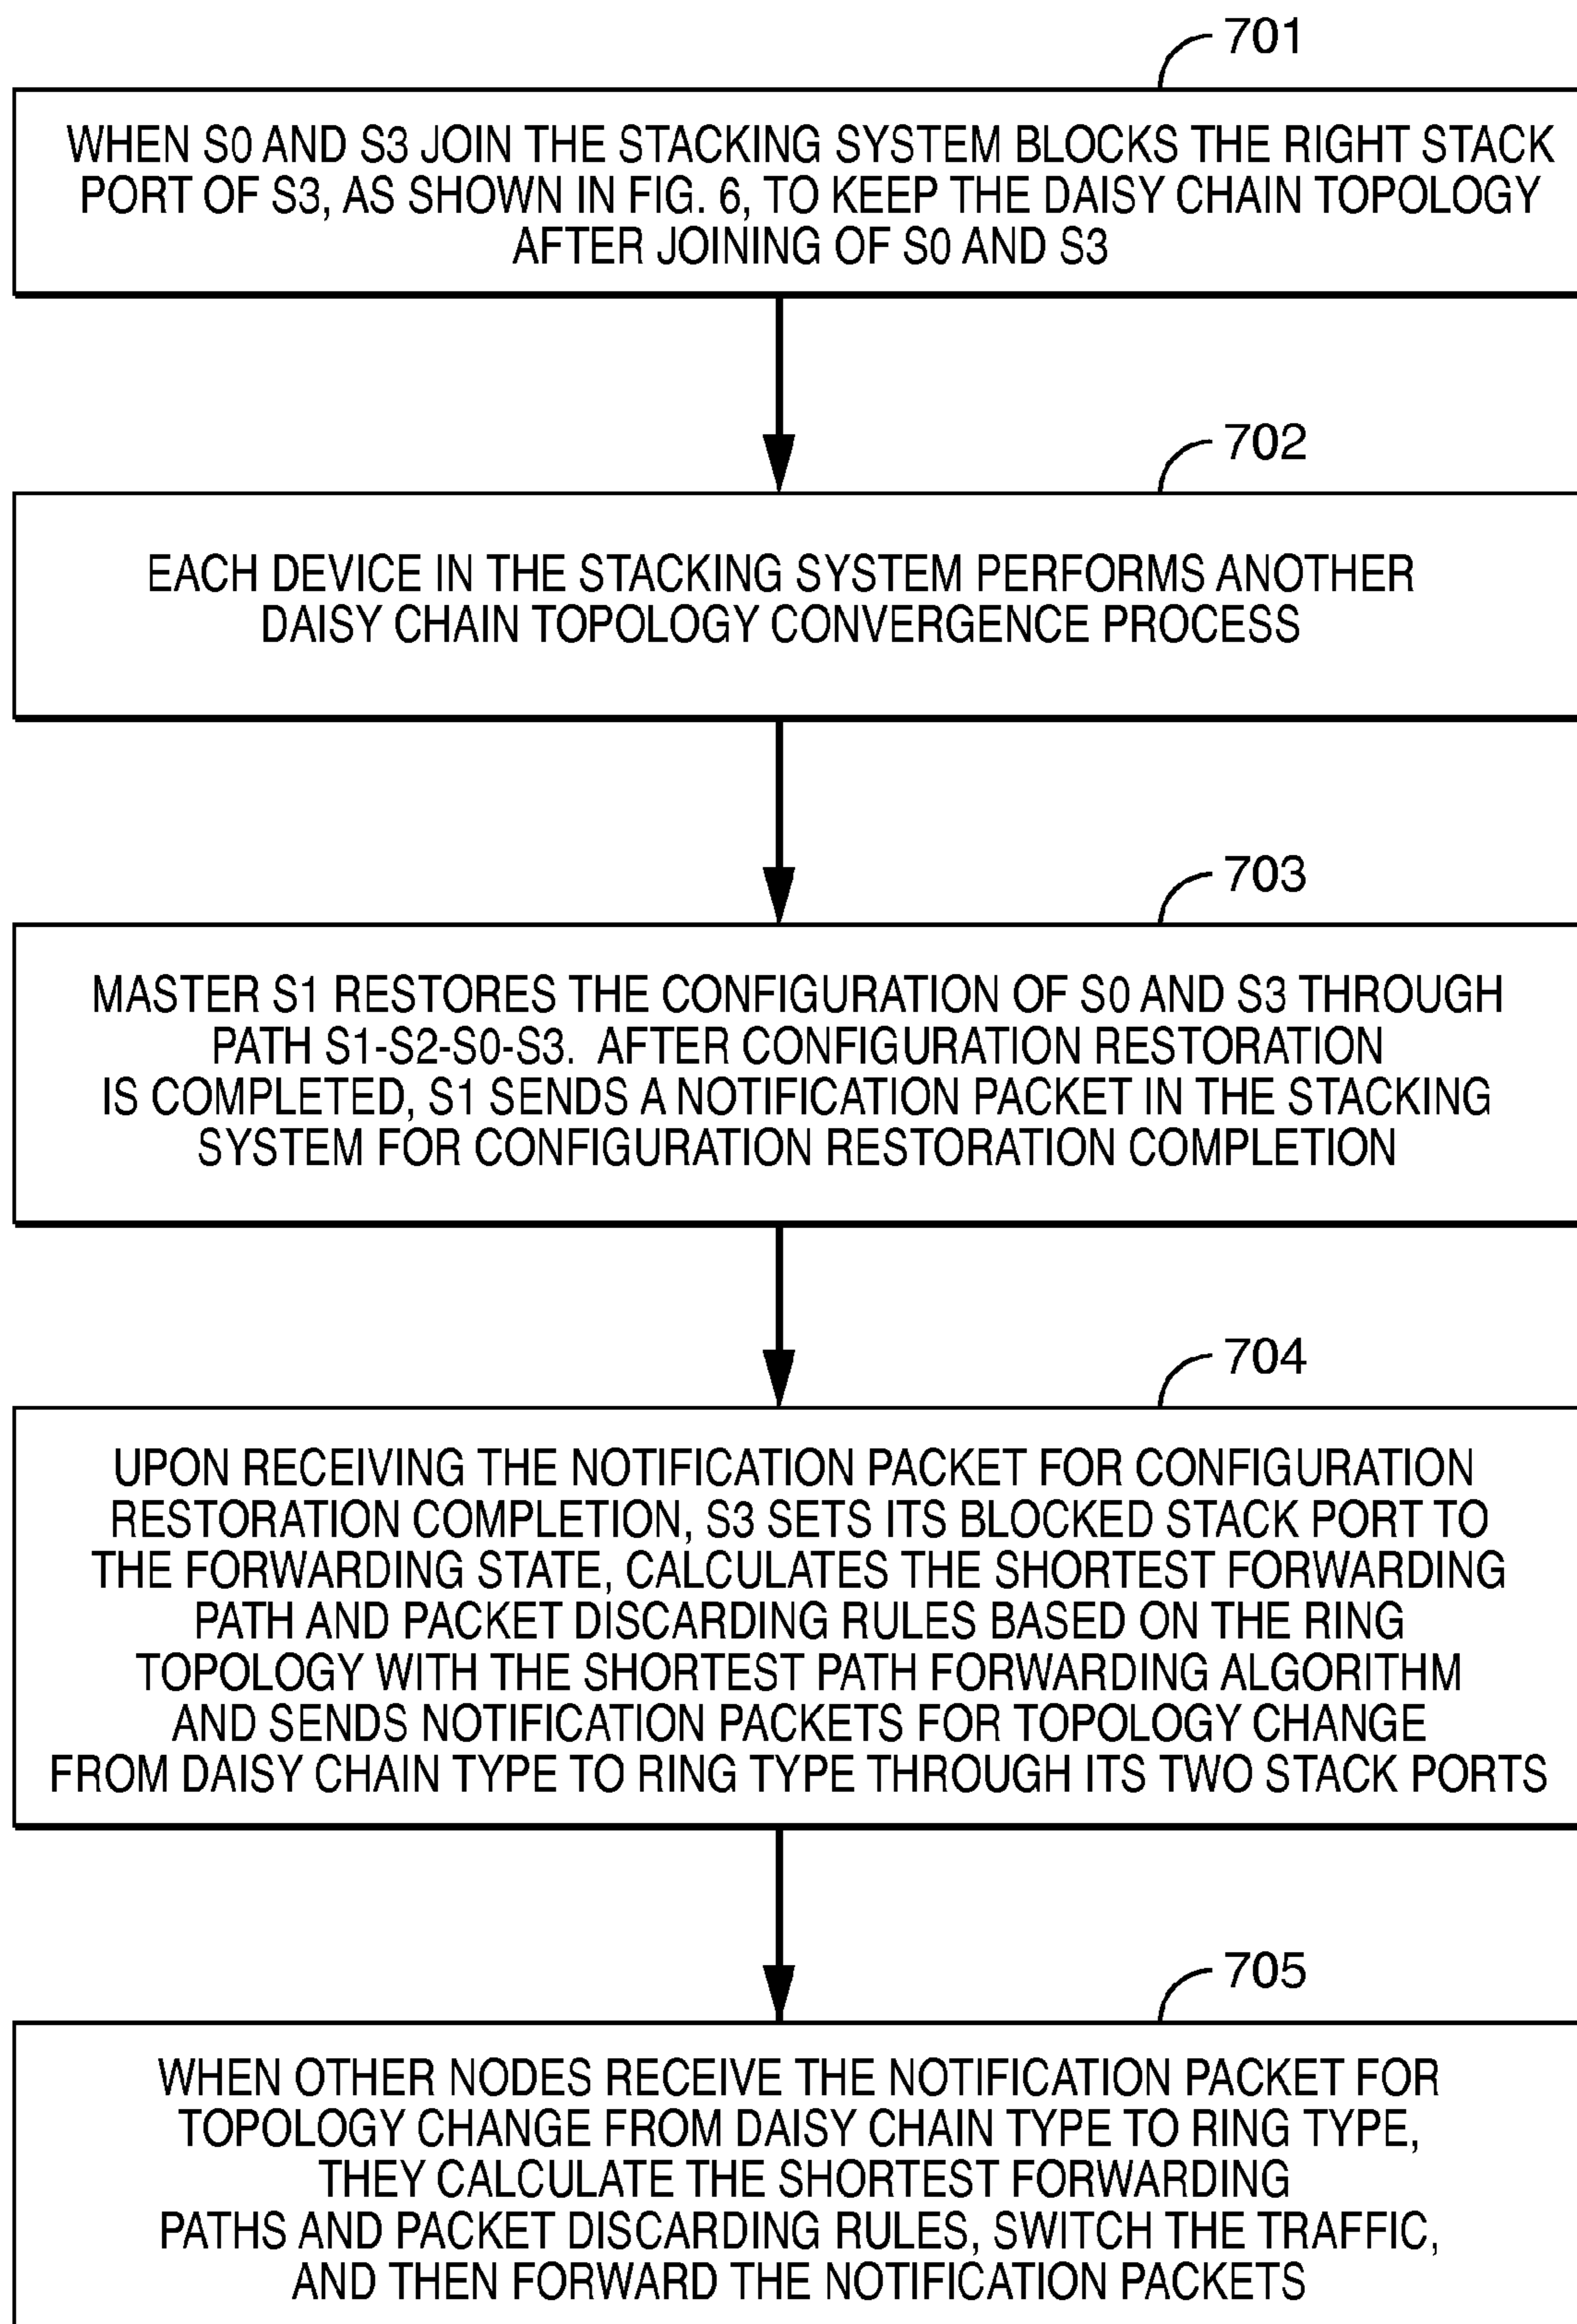 701
WHEN S0 AND S3 JOIN THE STACKING SYSTEM BLOCKS THE RIGHT STACK
PORT OF S3, AS SHOWN IN FIG. 6, TO KEEP THE DAISY CHAIN TOPOLOGY
AFTER JOINING OF S0 AND S3
702
EACH DEVICE IN THE STACKING SYSTEM PERFORMS ANOTHER
DAISY CHAIN TOPOLOGY CONVERGENCE PROCESS
703
MASTER S1 RESTORES THE CONFIGURATION OF S0 AND S3 THROUGH
PATH S1-S2-S0-S3. AFTER CONFIGURATION RESTORATION
IS COMPLETED, S1 SENDS A NOTIFICATION PACKET IN THE STACKING
SYSTEM FOR CONFIGURATION RESTORATION COMPLETION
704
UPON RECEIVING THE NOTIFICATION PACKET FOR CONFIGURATION
RESTORATION COMPLETION, S3 SETS ITS BLOCKED STACK PORT TO
THE FORWARDING STATE, CALCULATES THE SHORTEST FORWARDING
PATH AND PACKET DISCARDING RULES BASED ON THE RING
TOPOLOGY WITH THE SHORTEST PATH FORWARDING ALGORITHM
AND SENDS NOTIFICATION PACKETS FOR TOPOLOGY CHANGE
FROM DAISY CHAIN TYPE TO RING TYPE THROUGH ITS TWO STACK PORTS
705
WHEN OTHER NODES RECEIVE THE NOTIFICATION PACKET FOR
TOPOLOGY CHANGE FROM DAISY CHAIN TYPE TO RING TYPE,
THEY CALCULATE THE SHORTEST FORWARDING
PATHS AND PACKET DISCARDING RULES, SWITCH THE TRAFFIC,
AND THEN FORWARD THE NOTIFICATION PACKETS